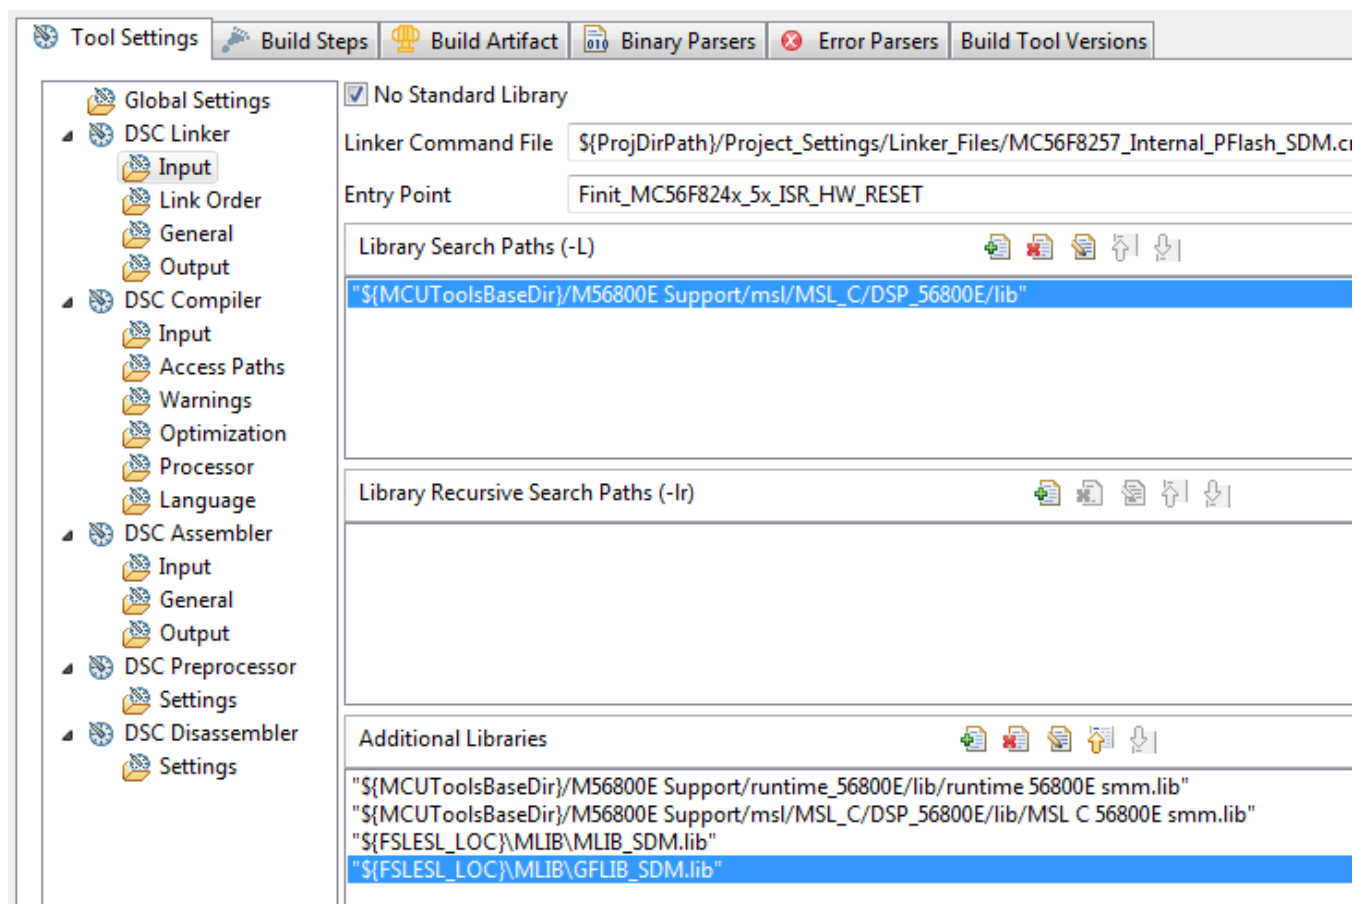 Tool Settings Build Steps Build Artifact Binary Parsers Error Parsers Build Tool Versions
Global Settings
DSC Linker
Input
Link Order
General
Output
DSC Compiler
Input
Access Paths
Warnings
Optimization
Processor
Language
DSC Assembler
Input
General
Output
DSC Preprocessor
Settings
DSC Disassembler
Settings
No Standard Library
Linker Command File ${ProjDirPath}/Project_Settings/Linker_Files/MC56F8257_Internal_PFlash_SDM.c
Entry Point Finit_MC56F824x_5x_ISR_HW_RESET
Library Search Paths (-L)
"${MCUToolsBaseDir}/M56800E Support/msl/MSL_C/DSP_56800E/lib"
Library Recursive Search Paths (-lr)
Additional Libraries
"${MCUToolsBaseDir}/M56800E Support/runtime_56800E/lib/runtime 56800E smm.lib"
"${MCUToolsBaseDir}/M56800E Support/msl/MSL_C/DSP_56800E/lib/MSL C 56800E smm.lib"
"${FSLESL_LOC}\MLIB\MLIB_SDM.lib"
"${FSLESL_LOC}\MLIB\GFLIB_SDM.lib"